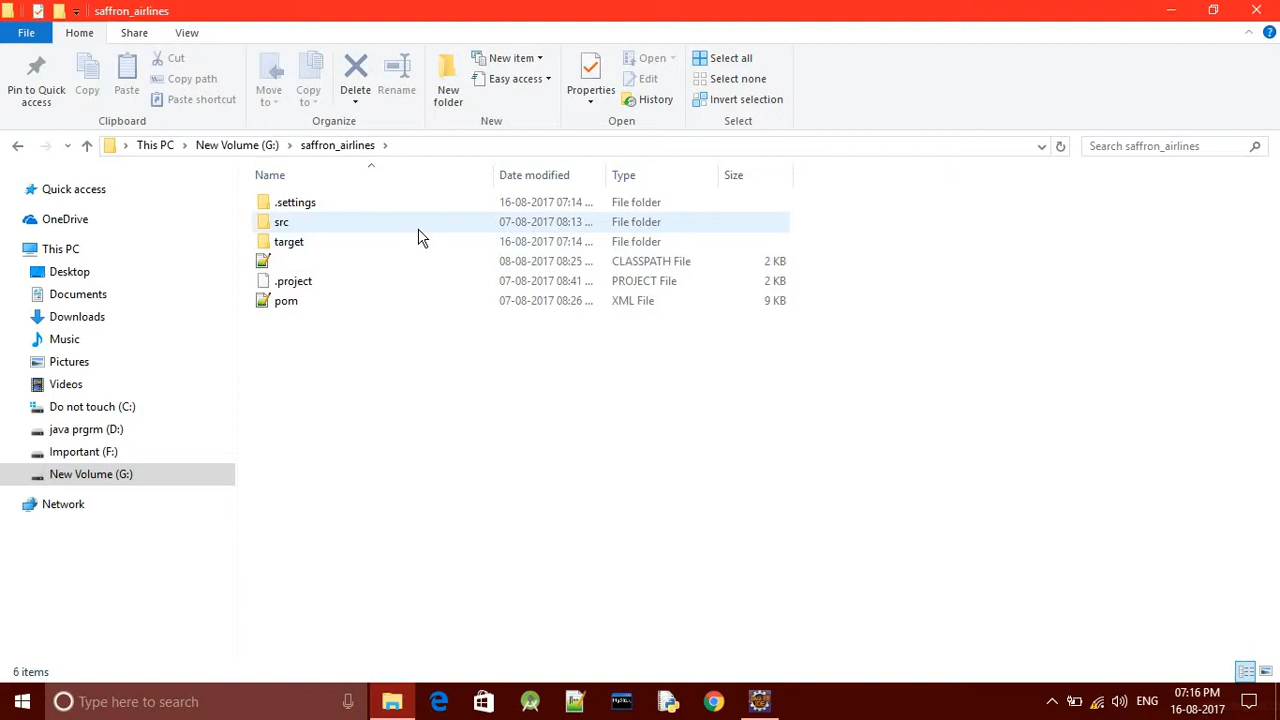 saffron_airlines
File Home Share View
Pin to Quick access
Copy
Paste
Cut
Copy path
Paste shortcut
Clipboard
Move to
Copy to
Delete
Rename
Organize
New folder
New item
Easy access
New
Properties
Open
Edit
History
Open
Select all
Select none
Invert selection
Select
This PC New Volume (G:) saffron_airlines
Search saffron_airlines
Name Date modified Type Size
.settings 16-08-2017 07:14 ... File folder
src 07-08-2017 08:13 ... File folder
target 16-08-2017 07:14 ... File folder
08-08-2017 08:25 ... CLASSPATH File 2 KB
.project 07-08-2017 08:41 ... PROJECT File 2 KB
pom 07-08-2017 08:26 ... XML File 9 KB
Quick access
OneDrive
This PC
Desktop
Documents
Downloads
Music
Pictures
Videos
Do not touch (C:)
java prgrm (D:)
Important (F:)
New Volume (G:)
Network
6 items
Type here to search
ENG
07:16 PM
16-08-2017